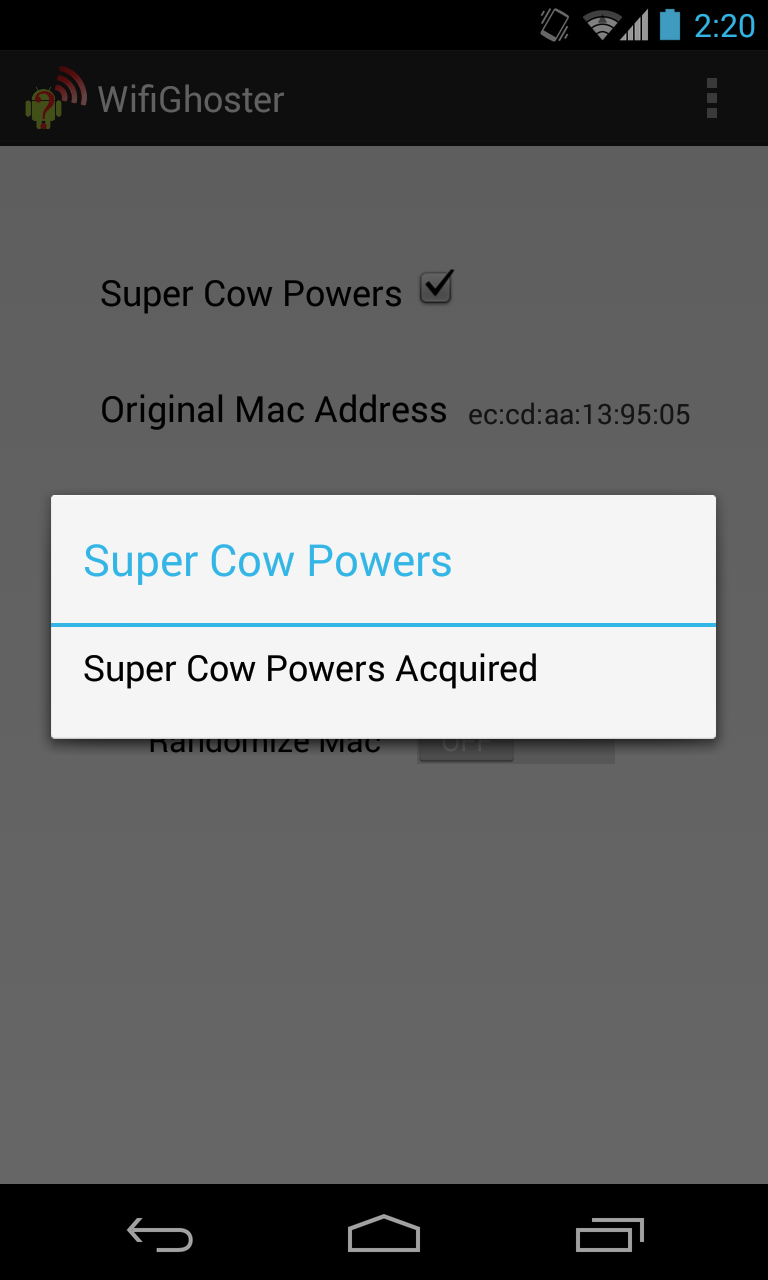 2:20
WifiGhoster
Super Cow Powers
Original Mac Address ec:cd:aa:13:95:05
Super Cow Powers
Super Cow Powers Acquired
Randomize Mac OFF